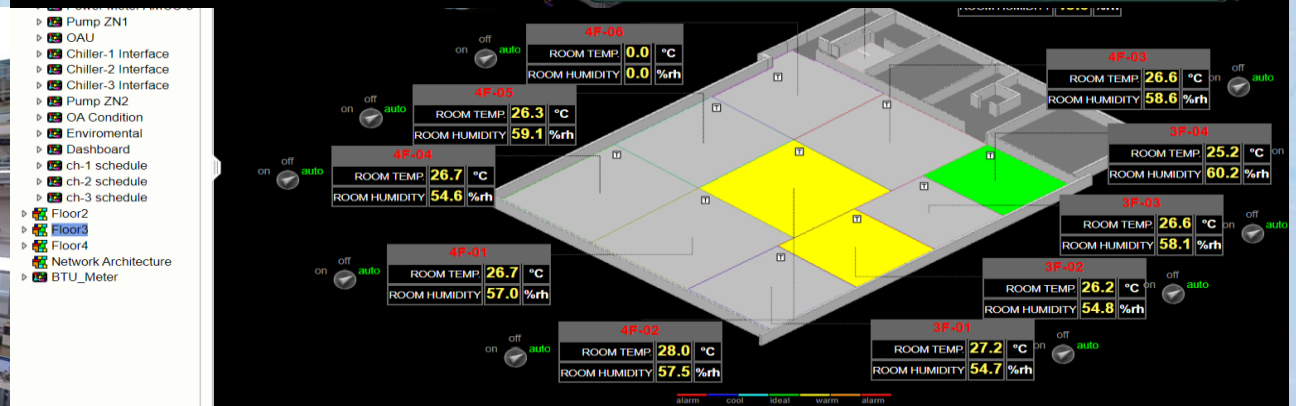 Pump ZN1
OAU
Chiller-1 Interface
Chiller-2 Interface
Chiller-3 Interface
Pump ZN2
OA Condition
Enviromental
Dashboard
ch-1 schedule
ch-2 schedule
ch-3 schedule
Floor2
Floor3
Floor4
Network Architecture
BTU_Meter
4F-06
ROOM TEMP. 0.0 °C
ROOM HUMIDITY 0.0 %rh
on off auto
4F-05
ROOM TEMP. 26.3 °C
ROOM HUMIDITY 59.1 %rh
on off auto
4F-04
ROOM TEMP. 26.7 °C
ROOM HUMIDITY 54.6 %rh
on off auto
4F-01
ROOM TEMP. 26.7 °C
ROOM HUMIDITY 57.0 %rh
on off auto
4F-02
ROOM TEMP. 28.0 °C
ROOM HUMIDITY 57.5 %rh
on off auto
4F-03
ROOM TEMP. 26.6 °C
ROOM HUMIDITY 58.6 %rh
on off auto
3F-04
ROOM TEMP. 25.2 °C
ROOM HUMIDITY 60.2 %rh
on
3F-03
ROOM TEMP. 26.6 °C
ROOM HUMIDITY 58.1 %rh
on off auto
3F-02
ROOM TEMP. 26.2 °C
ROOM HUMIDITY 54.8 %rh
on off auto
3F-01
ROOM TEMP. 27.2 °C
ROOM HUMIDITY 54.7 %rh
on off auto
T
T
T
T
T
T
T
T
T
T
alarm cool ideal warm alarm